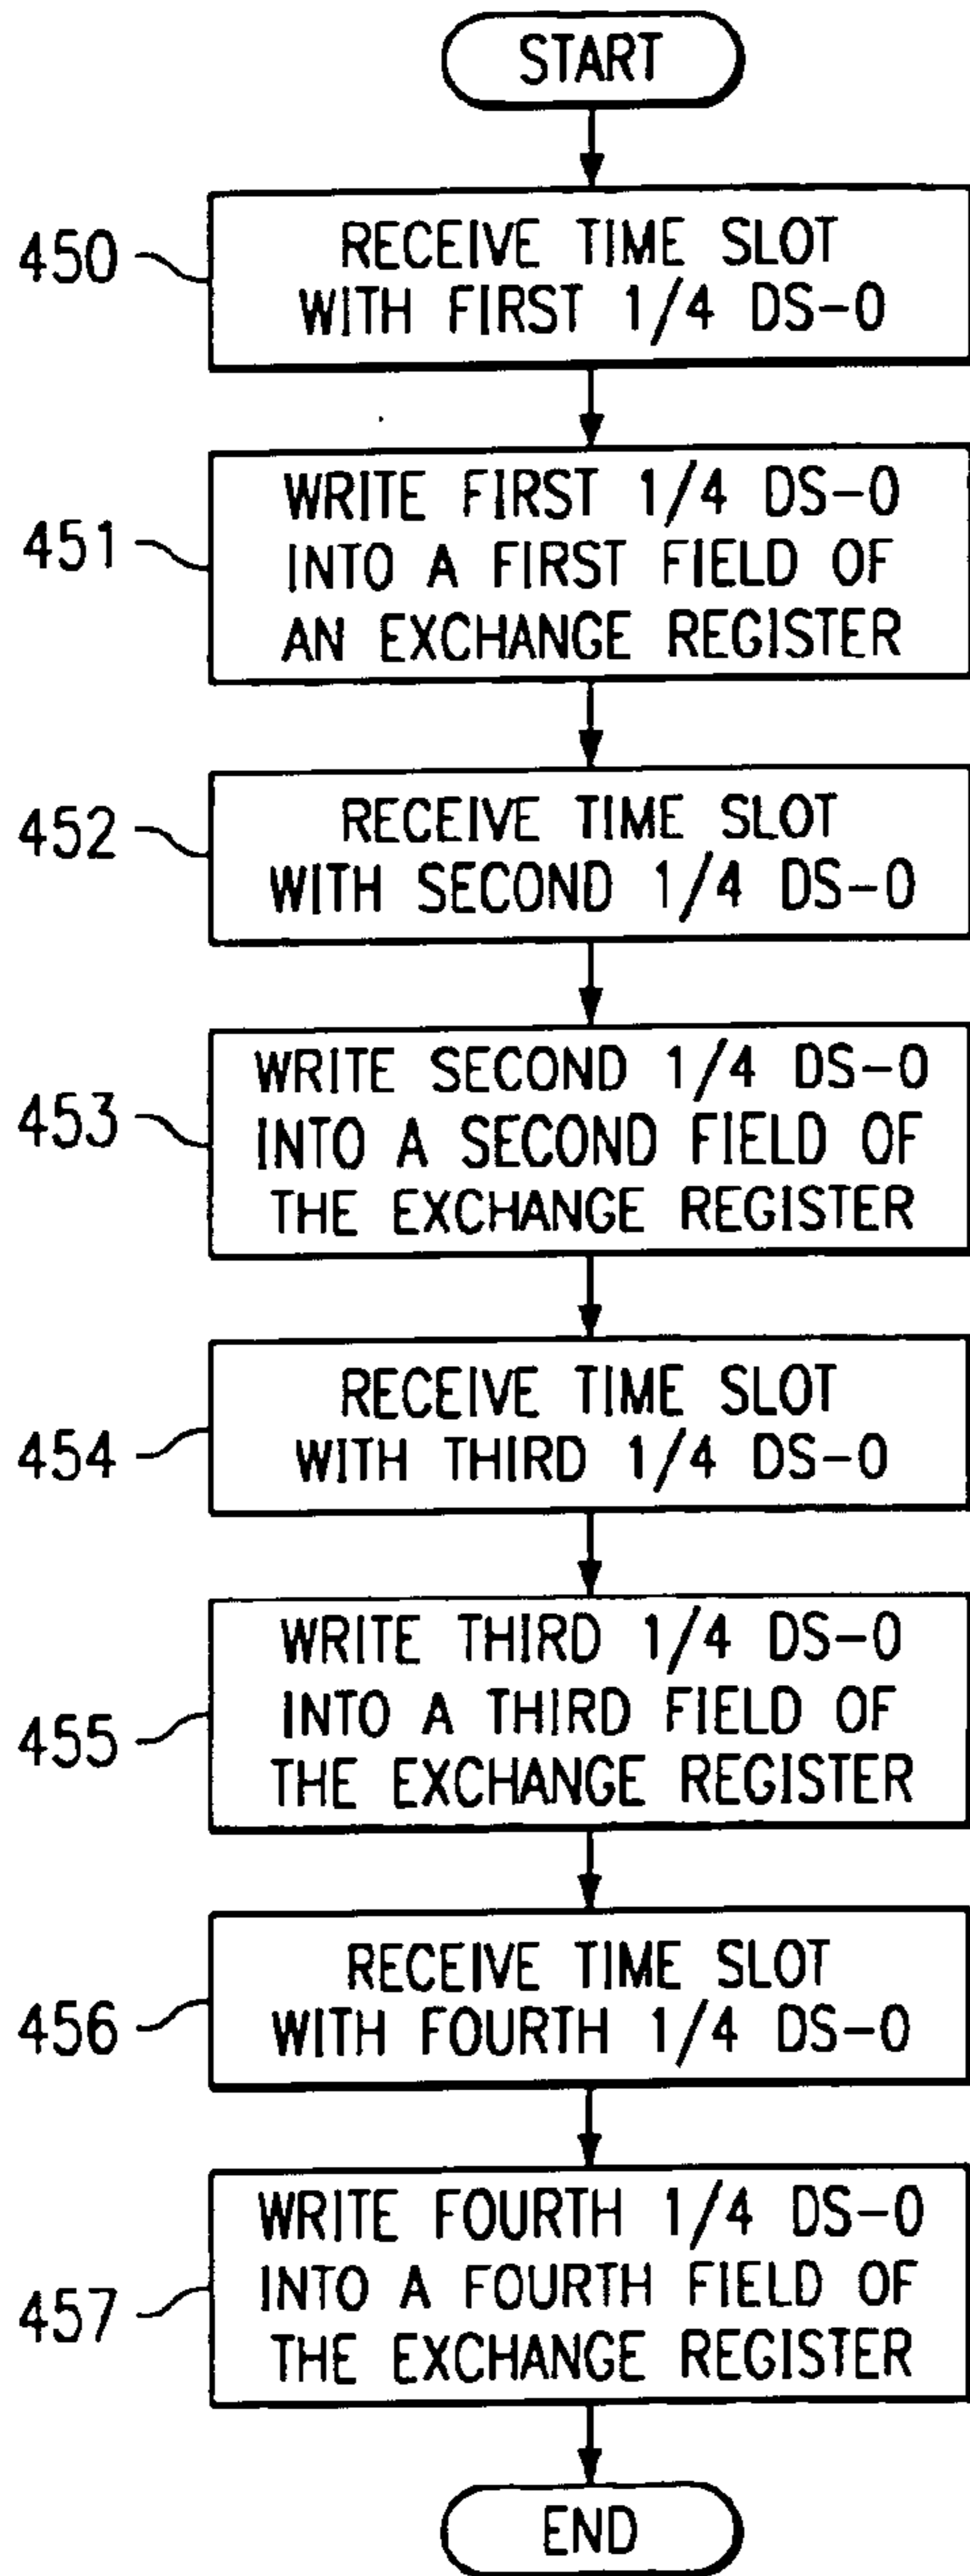 START
450
RECEIVE TIME SLOT
WITH FIRST 1/4 DS-0
451
WRITE FIRST 1/4 DS-0
INTO A FIRST FIELD OF
AN EXCHANGE REGISTER
452
RECEIVE TIME SLOT
WITH SECOND 1/4 DS-0
453
WRITE SECOND 1/4 DS-0
INTO A SECOND FIELD OF
THE EXCHANGE REGISTER
454
RECEIVE TIME SLOT
WITH THIRD 1/4 DS-0
455
WRITE THIRD 1/4 DS-0
INTO A THIRD FIELD OF
THE EXCHANGE REGISTER
456
RECEIVE TIME SLOT
WITH FOURTH 1/4 DS-0
457
WRITE FOURTH 1/4 DS-0
INTO A FOURTH FIELD OF
THE EXCHANGE REGISTER
END